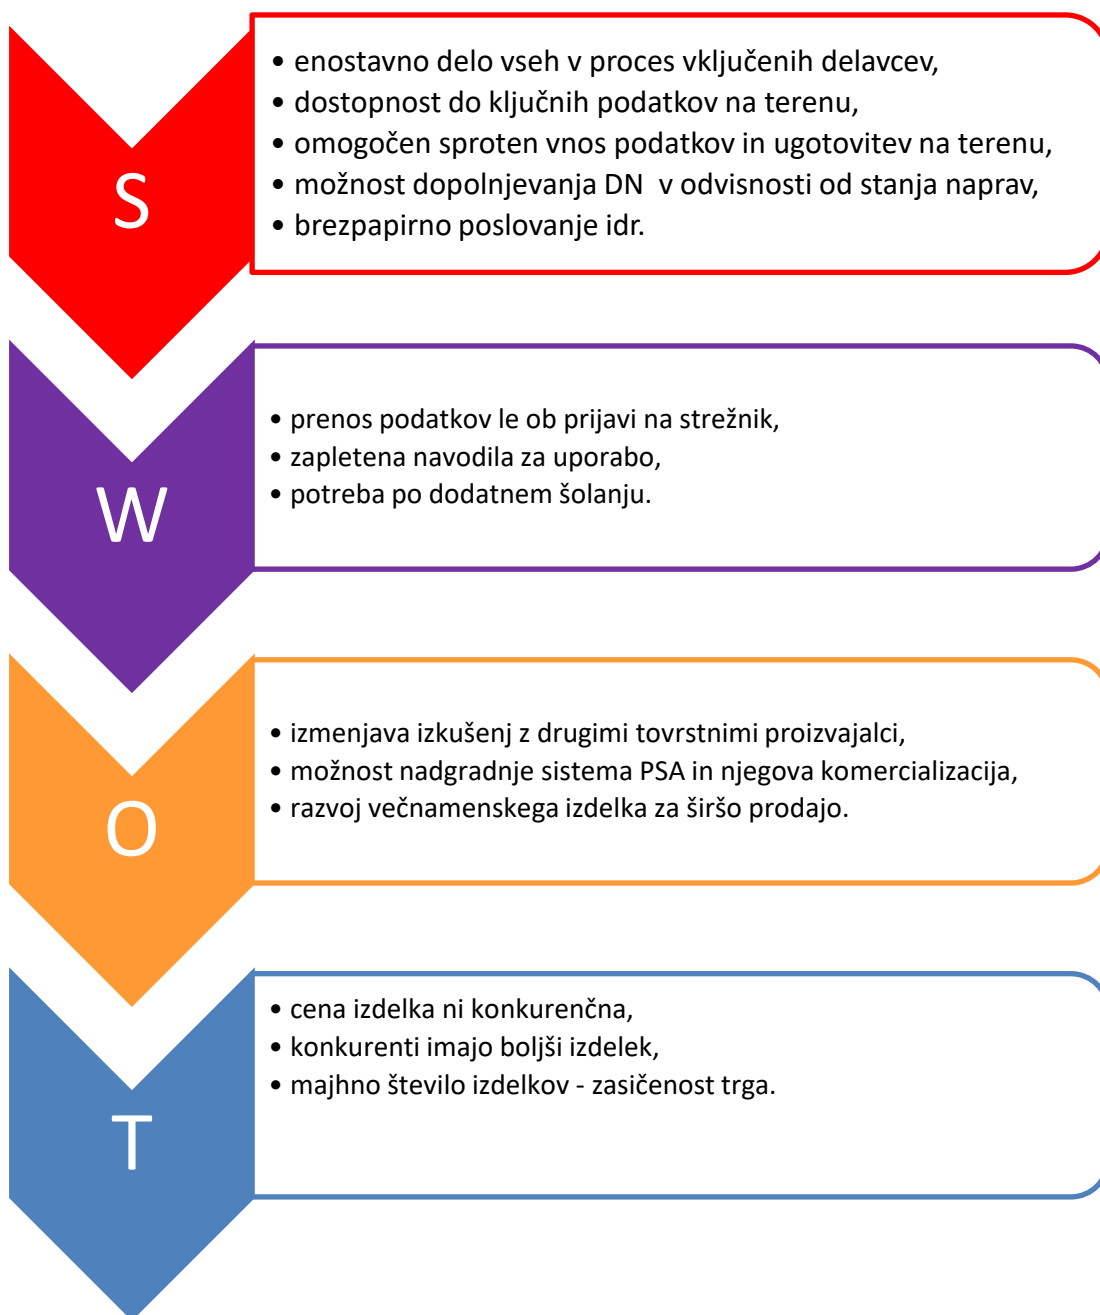 S
• enostavno delo vseh v proces vključenih delavcev,
• dostopnost do ključnih podatkov na terenu,
• omogočen sproten vnos podatkov in ugotovitev na terenu,
• možnost dopolnjevanja DN  v odvisnosti od stanja naprav,
• brezpapirno poslovanje idr.
W
• prenos podatkov le ob prijavi na strežnik,
• zapletena navodila za uporabo,
• potreba po dodatnem šolanju.
O
• izmenjava izkušenj z drugimi tovrstnimi proizvajalci,
• možnost nadgradnje sistema PSA in njegova komercializacija,
• razvoj večnamenskega izdelka za širšo prodajo.
T
• cena izdelka ni konkurenčna,
• konkurenti imajo boljši izdelek,
• majhno število izdelkov - zasičenost trga.